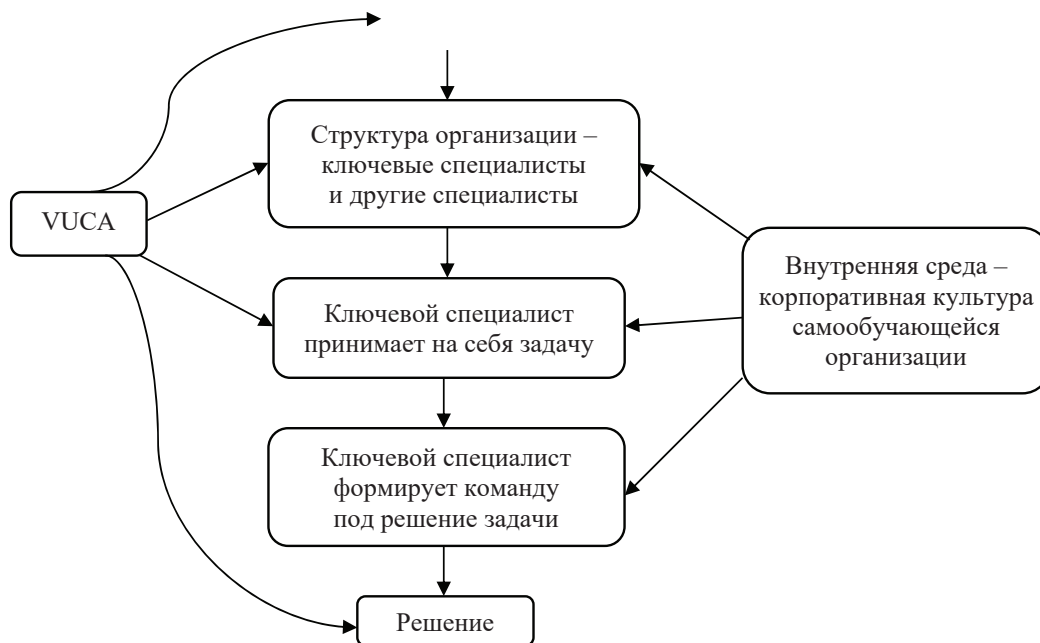 Структура организации –
ключевые специалисты
и другие специалисты
VUCA
Внутренняя среда –
корпоративная культура
самообучающейся
организации
Ключевой специалист
принимает на себя задачу
Ключевой специалист
формирует команду
под решение задачи
Решение